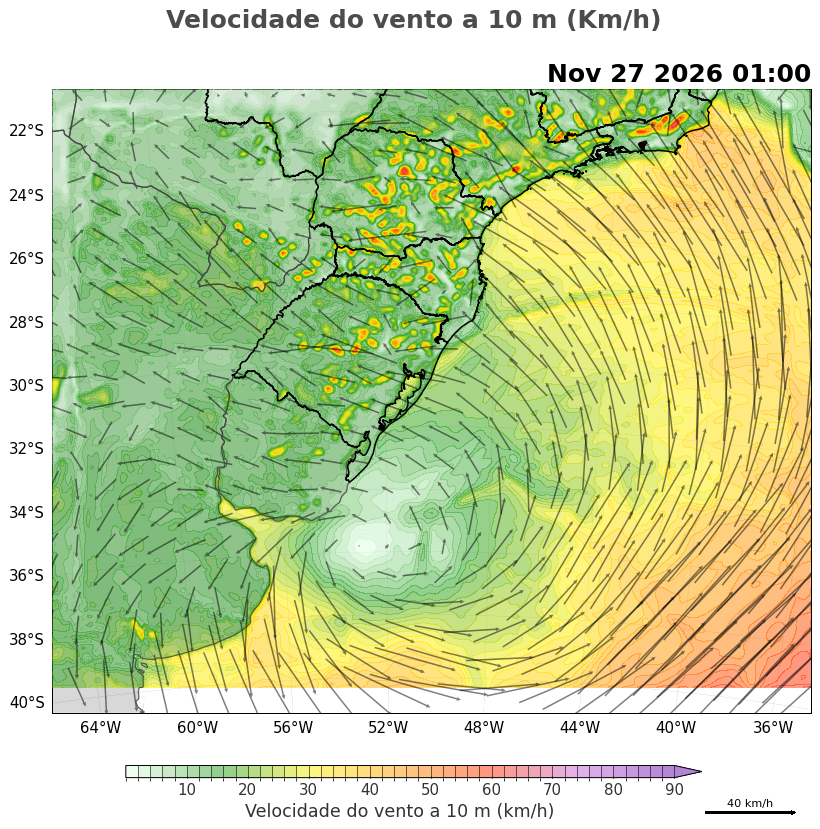 Velocidade do vento a 10 m (Km/h)
Nov 27 2026 01:00
22°S
24°S
26°S
28°S
30°S
32°S
34°S
36°S
38°S
40°S
64°W 60°W 56°W 52°W 48°W 44°W 40°W 36°W
10 20 30 40 50 60 70 80 90
Velocidade do vento a 10 m (km/h)
40 km/h